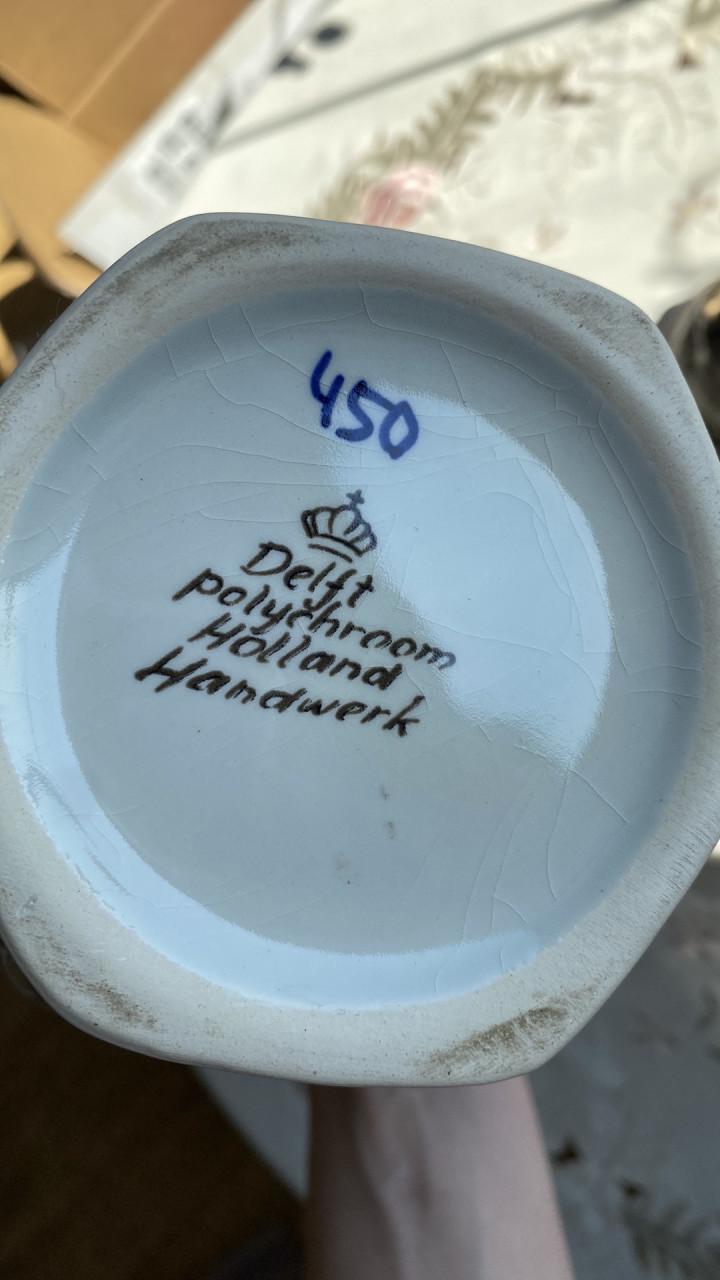 450
Delft
polychroom
Holland
Handwerk